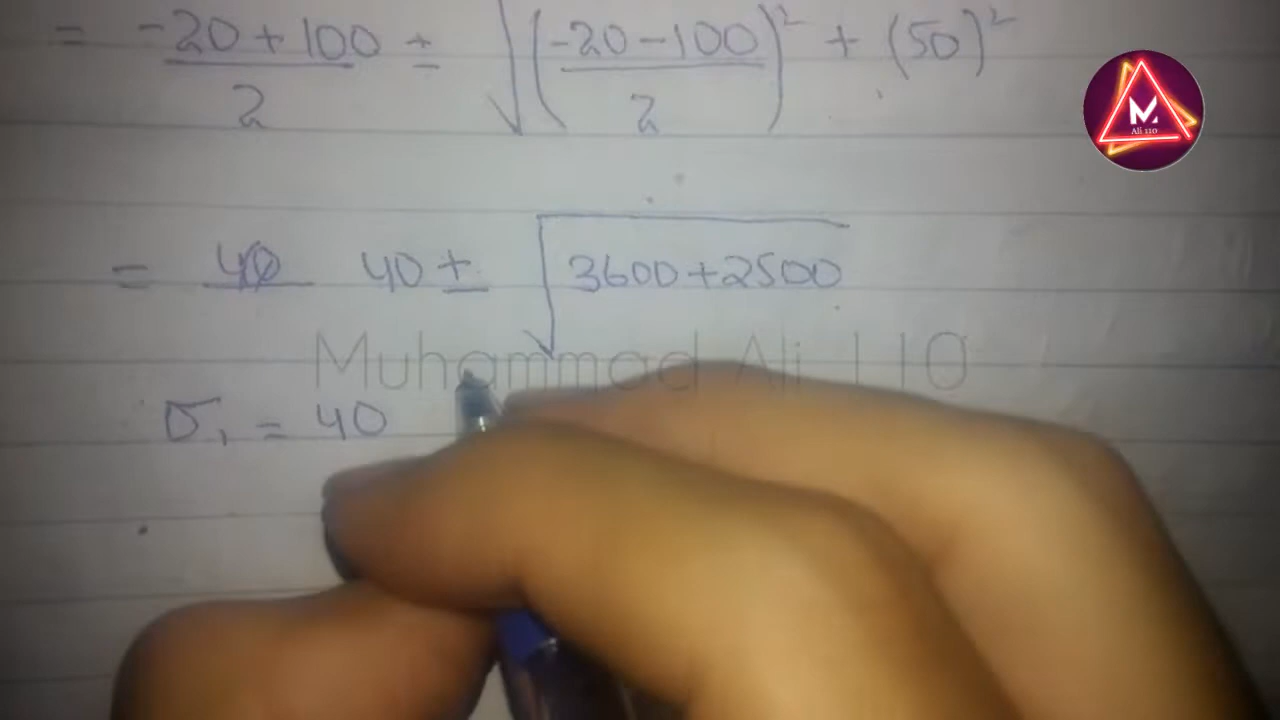 = -20+100/2 ± √((-20-100)/2)² + (50)²
M
Ali 110
= 40 ± √3600+2500
Muhammad Ali 110
σ₁ = 40